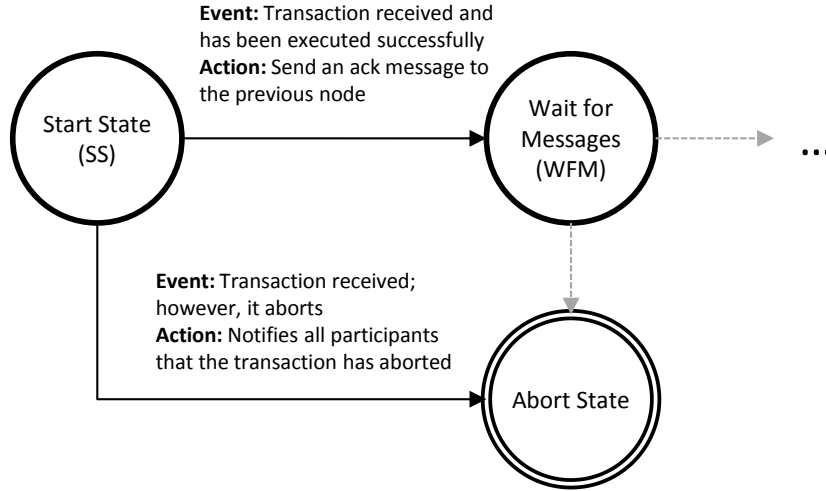 Event: Transaction received and
has been executed successfully
Action: Send an ack message to
the previous node
Start State
(SS)
Wait for
Messages
(WFM)
...
Event: Transaction received;
however, it aborts
Action: Notifies all participants
that the transaction has aborted
Abort State